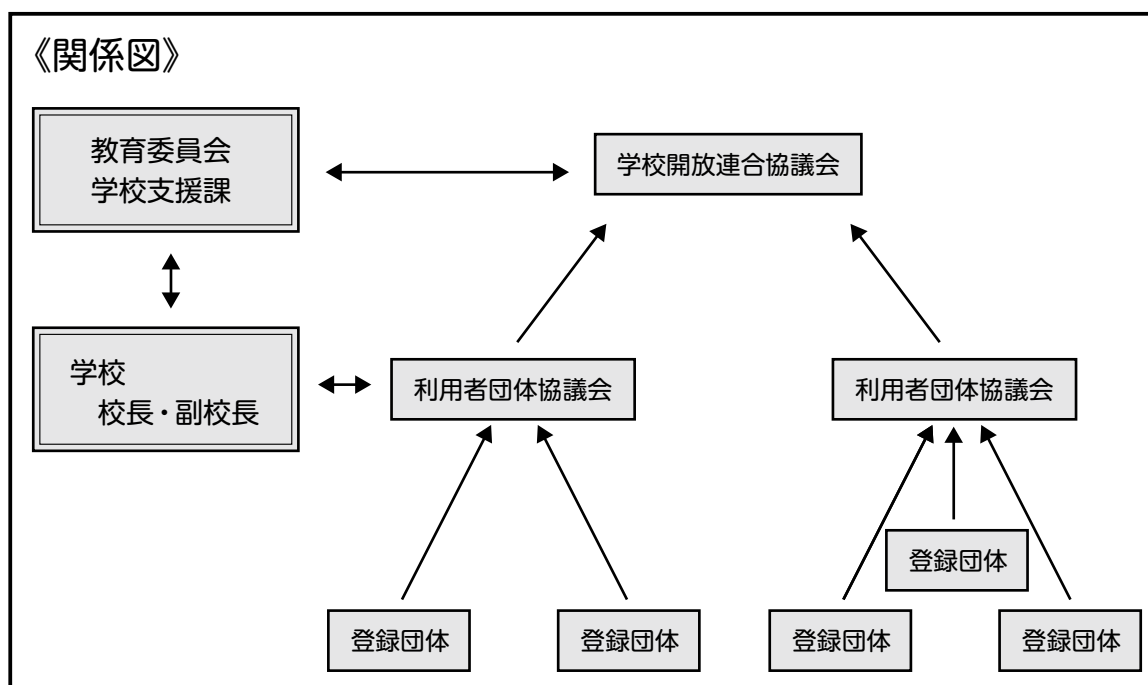 《関係図》
教育委員会
学校支援課
学校開放連合協議会
学校
校長・副校長
利用者団体協議会
利用者団体協議会
登録団体
登録団体
登録団体
登録団体
登録団体